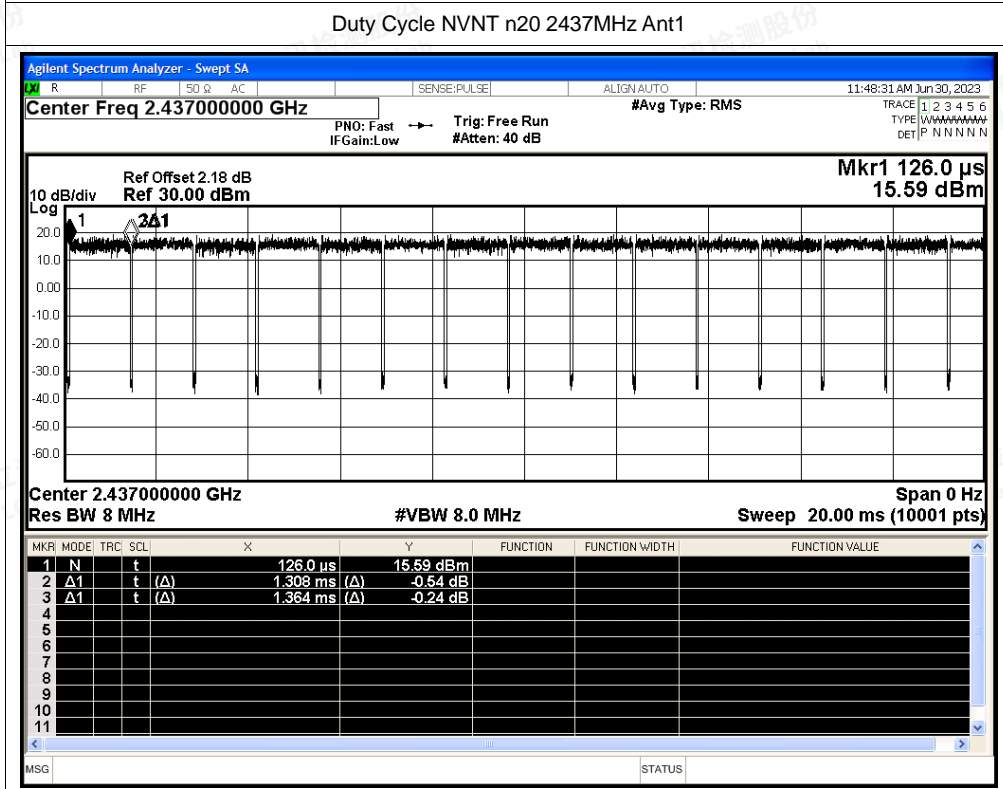 Duty Cycle NVNT n20 2437MHz Ant1
Agilent Spectrum Analyzer - Swept SA
LXI R RF 50 Ω AC SENSE:PULSE ALIGN AUTO 11:48:31 AM Jun 30, 2023
Center Freq 2.437000000 GHz #Avg Type: RMS TRACE 1 2 3 4 5 6
PNO: Fast Trig: Free Run TYPE W
IFGain:Low #Atten: 40 dB DET P N N N N N
Mkr1 126.0 µs
Ref Offset 2.18 dB
10 dB/div Ref 30.00 dBm 15.59 dBm
Log
1 3Δ1
20.0
10.0
0.00
-10.0
-20.0
-30.0
-40.0
-50.0
-60.0
Center 2.437000000 GHz Span 0 Hz
Res BW 8 MHz #VBW 8.0 MHz Sweep 20.00 ms (10001 pts)
MKR MODE TRC SCL X Y FUNCTION FUNCTION WIDTH FUNCTION VALUE
1 N t 126.0 µs 15.59 dBm
2 Δ1 t (Δ) 1.308 ms (Δ) -0.54 dB
3 Δ1 t (Δ) 1.364 ms (Δ) -0.24 dB
4
5
6
7
8
9
10
11
MSG STATUS